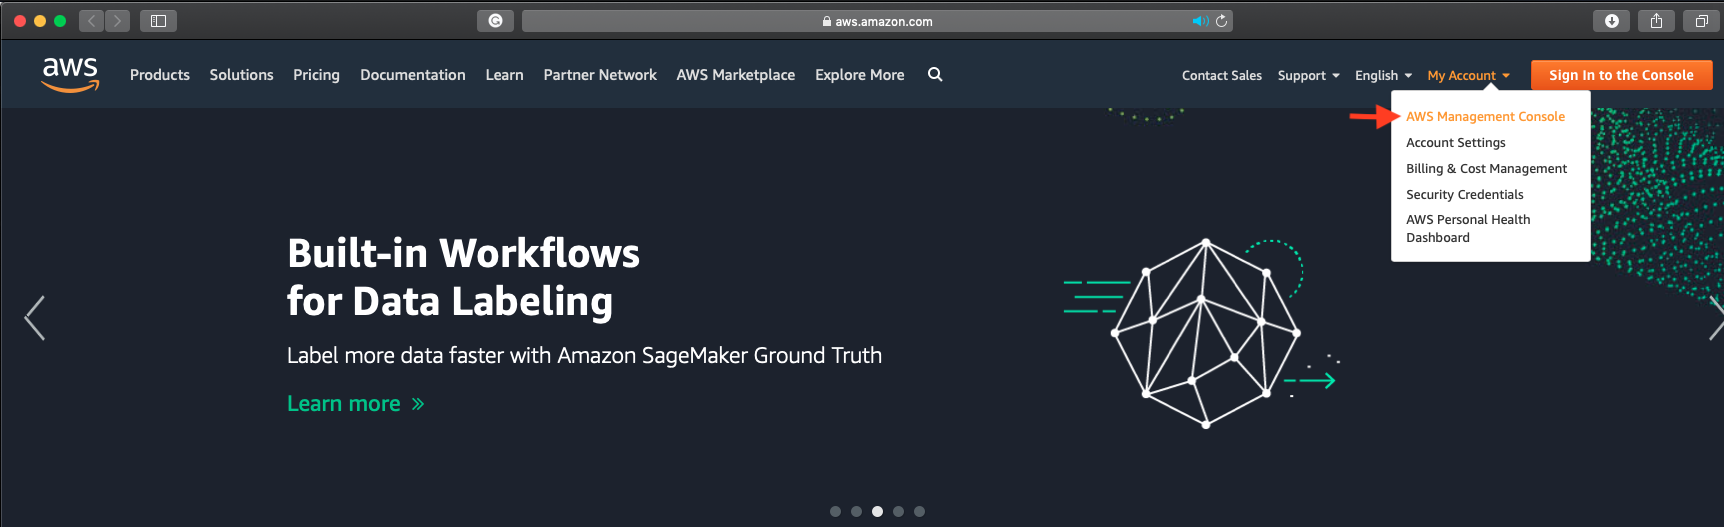 aws.amazon.com
aws
Products Solutions Pricing Documentation Learn Partner Network AWS Marketplace Explore More
Contact Sales Support English My Account Sign In to the Console
AWS Management Console
Account Settings
Billing & Cost Management
Security Credentials
AWS Personal Health
Dashboard
Built-in Workflows
for Data Labeling
Label more data faster with Amazon SageMaker Ground Truth
Learn more »